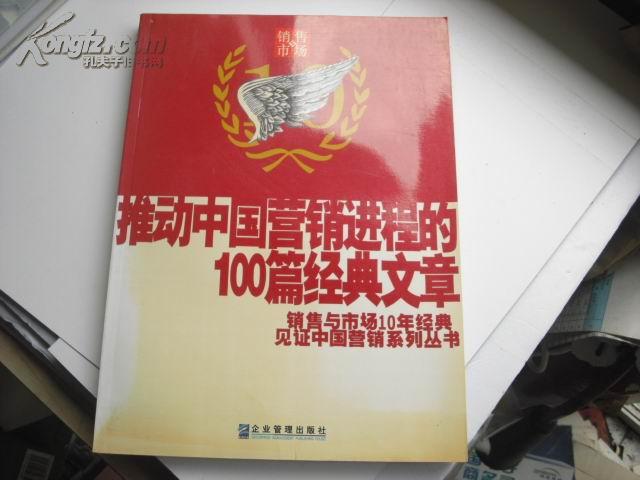 Kongfz.com
孔夫子旧书网
销售
市场
10
推动中国营销进程的
100篇经典文章
销售与市场10年经典
见证中国营销系列丛书
企业管理出版社